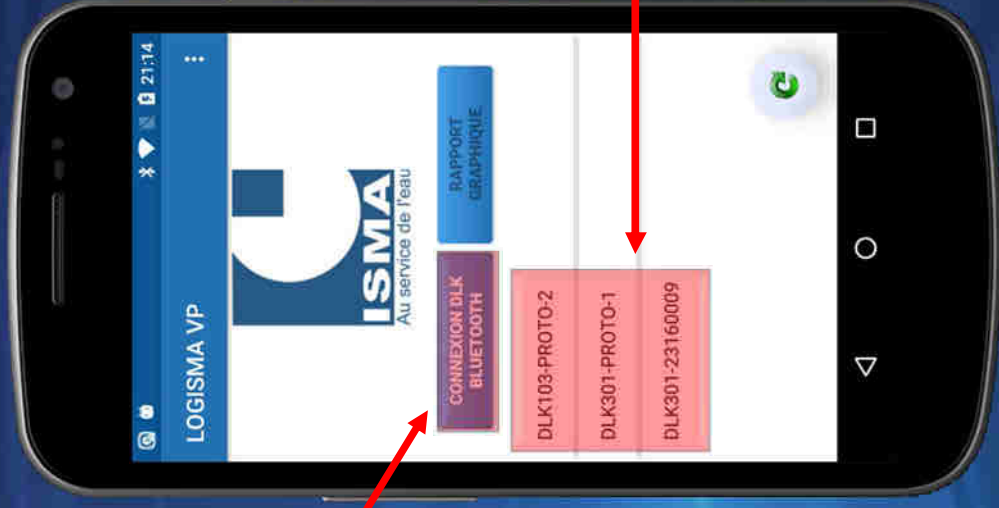 21:14
LOGISMA VP
ISMA
Au service de l'eau
CONNEXION DLK
BLUETOOTH
RAPPORT
GRAPHIQUE
DLK103-PROTO-2
DLK301-PROTO-1
DLK301-23160009